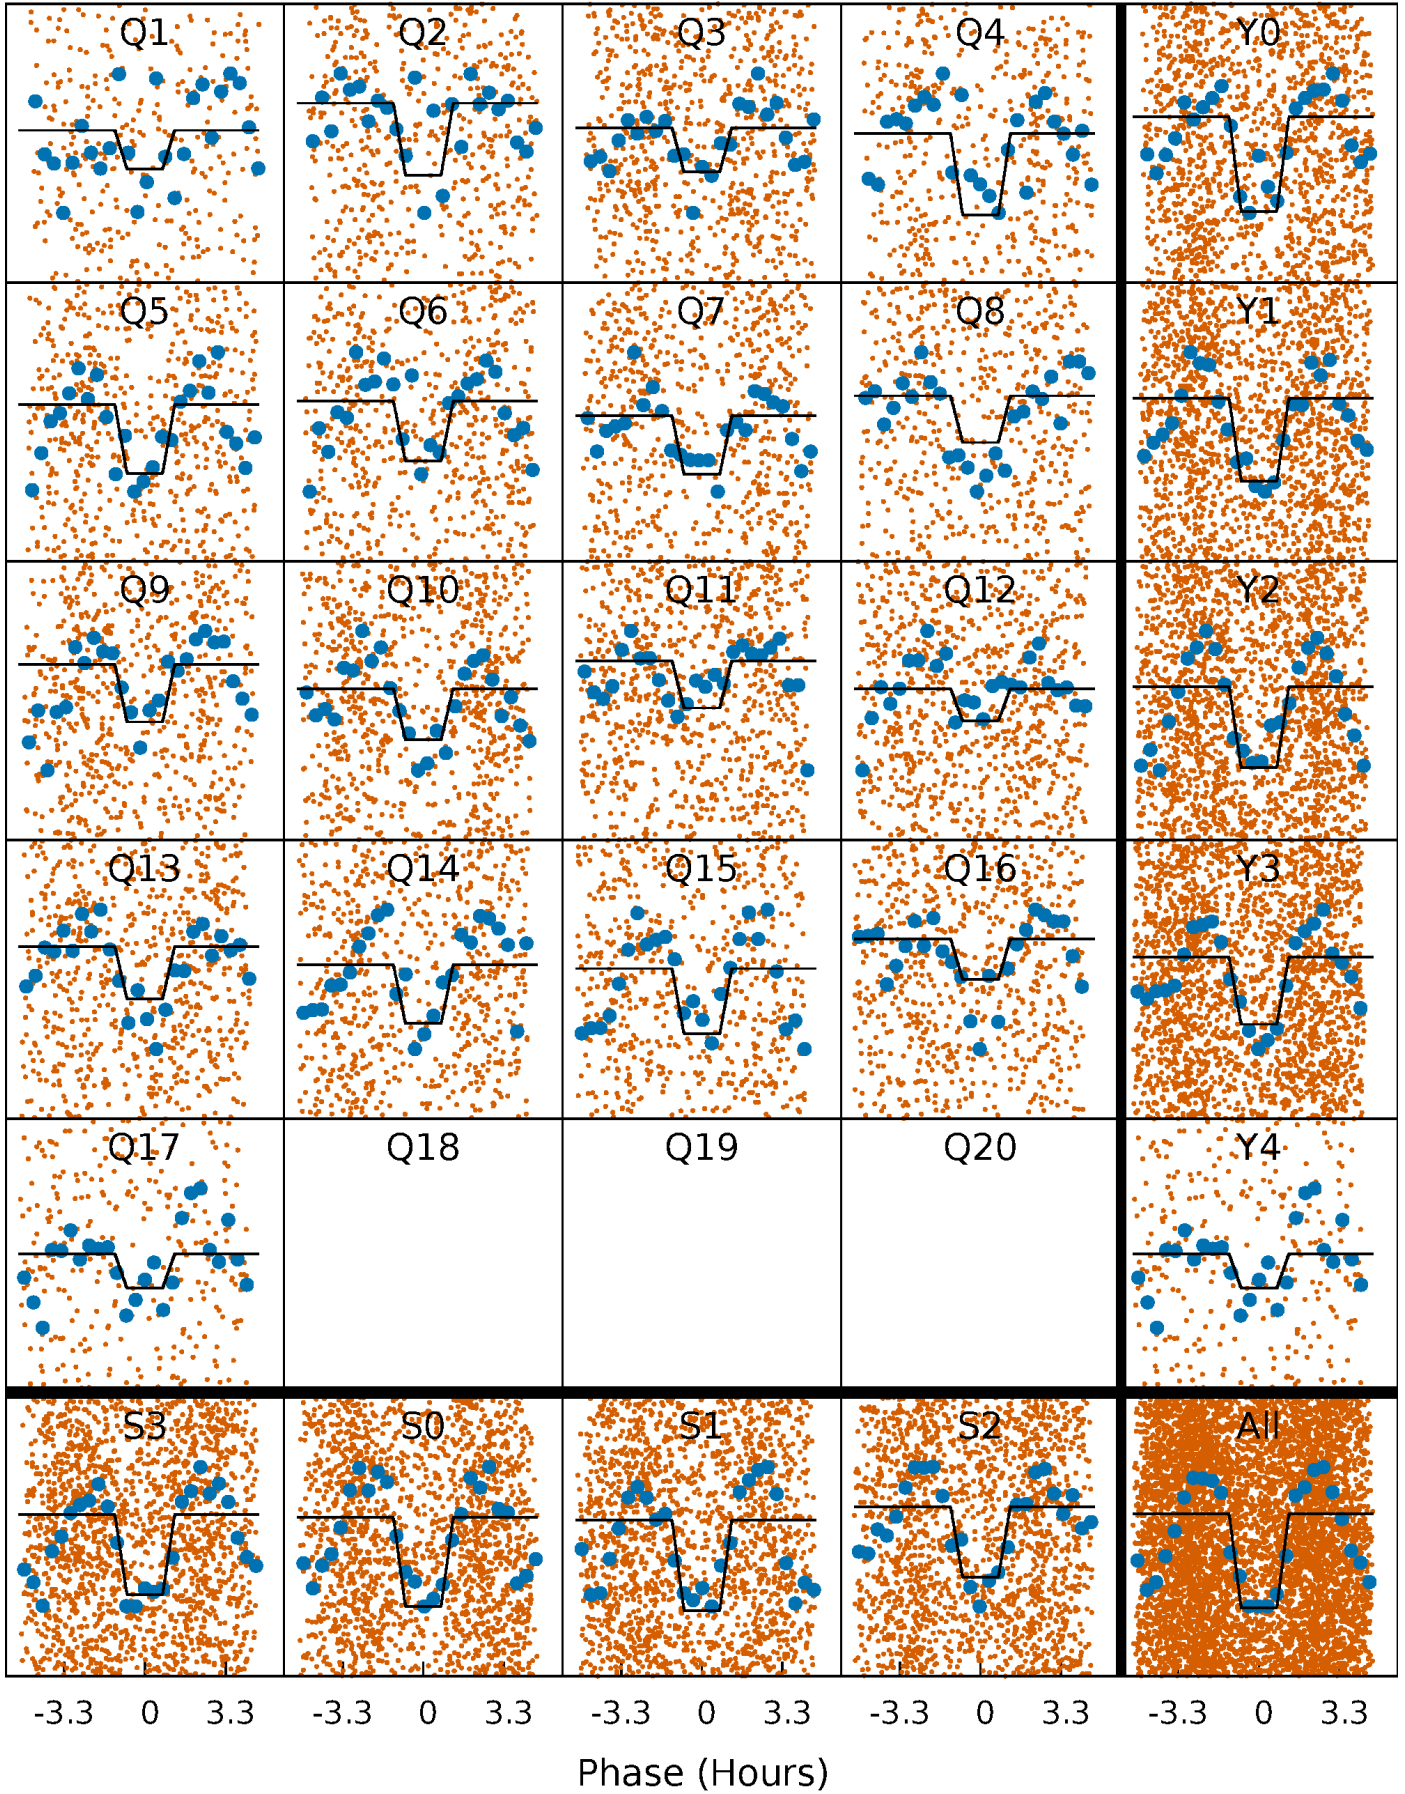 Q1 Q2 Q3 Q4 Y0
Q5 Q6 Q7 Q8 Y1
Q9 Q10 Q11 Q12 Y2
Q13 Q14 Q15 Q16 Y3
Q17 Q18 Q19 Q20 Y4
S3 S0 S1 S2 All
-3.3 0 3.3 -3.3 0 3.3 -3.3 0 3.3 -3.3 0 3.3 -3.3 0 3.3
Phase (Hours)